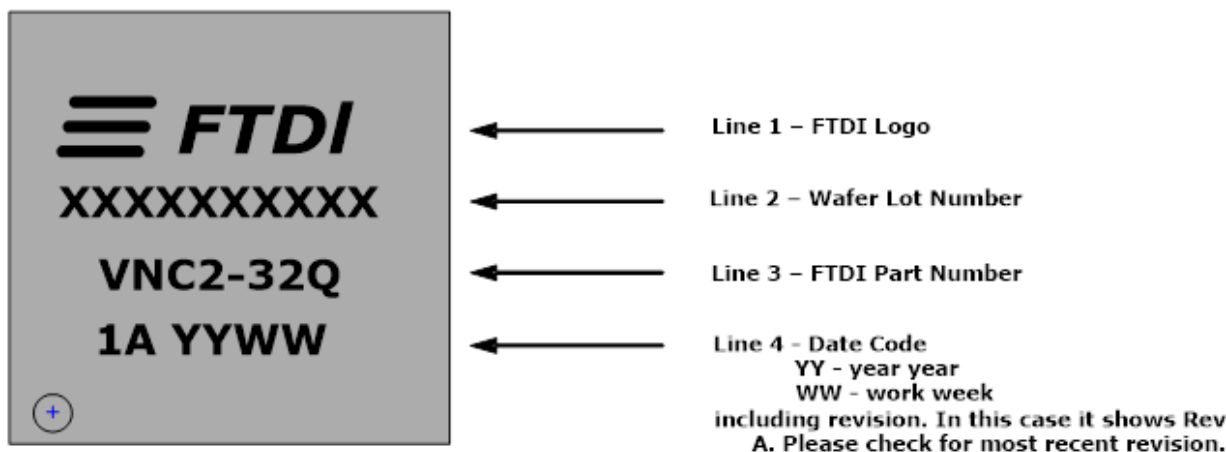 FTDI
Line 1 – FTDI Logo
XXXXXXXXXX
Line 2 – Wafer Lot Number
VNC2-32Q
Line 3 – FTDI Part Number
1A YYWW
Line 4 - Date Code
YY - year year
WW - work week
including revision. In this case it shows Rev
A. Please check for most recent revision.